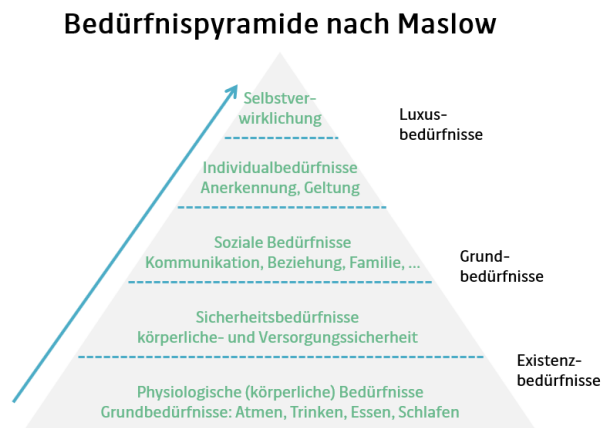 Bedürfnispyramide nach Maslow
Selbstver-
wirklichung
Luxus-
bedürfnisse
Individualbedürfnisse
Anerkennung, Geltung
Soziale Bedürfnisse
Kommunikation, Beziehung, Familie, ...
Grund-
bedürfnisse
Sicherheitsbedürfnisse
körperliche- und Versorgungssicherheit
Existenz-
bedürfnisse
Physiologische (körperliche) Bedürfnisse
Grundbedürfnisse: Atmen, Trinken, Essen, Schlafen